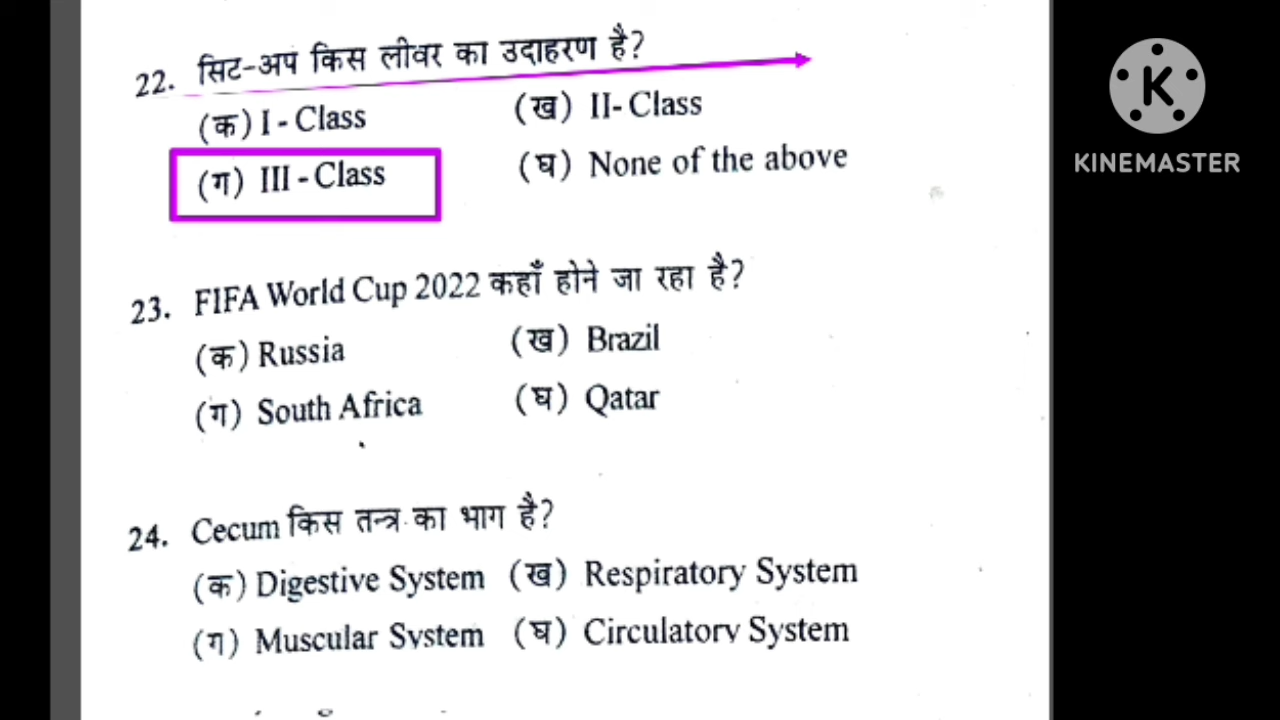 22. सिट-अप किस लीवर का उदाहरण है?
(क) I - Class (ख) II- Class
(ग) III - Class (घ) None of the above
K
KINEMASTER
23. FIFA World Cup 2022 कहाँ होने जा रहा है?
(क) Russia (ख) Brazil
(ग) South Africa (घ) Qatar
24. Cecum किस तन्त्र का भाग है?
(क) Digestive System (ख) Respiratory System
(ग) Muscular System (घ) Circulatory System